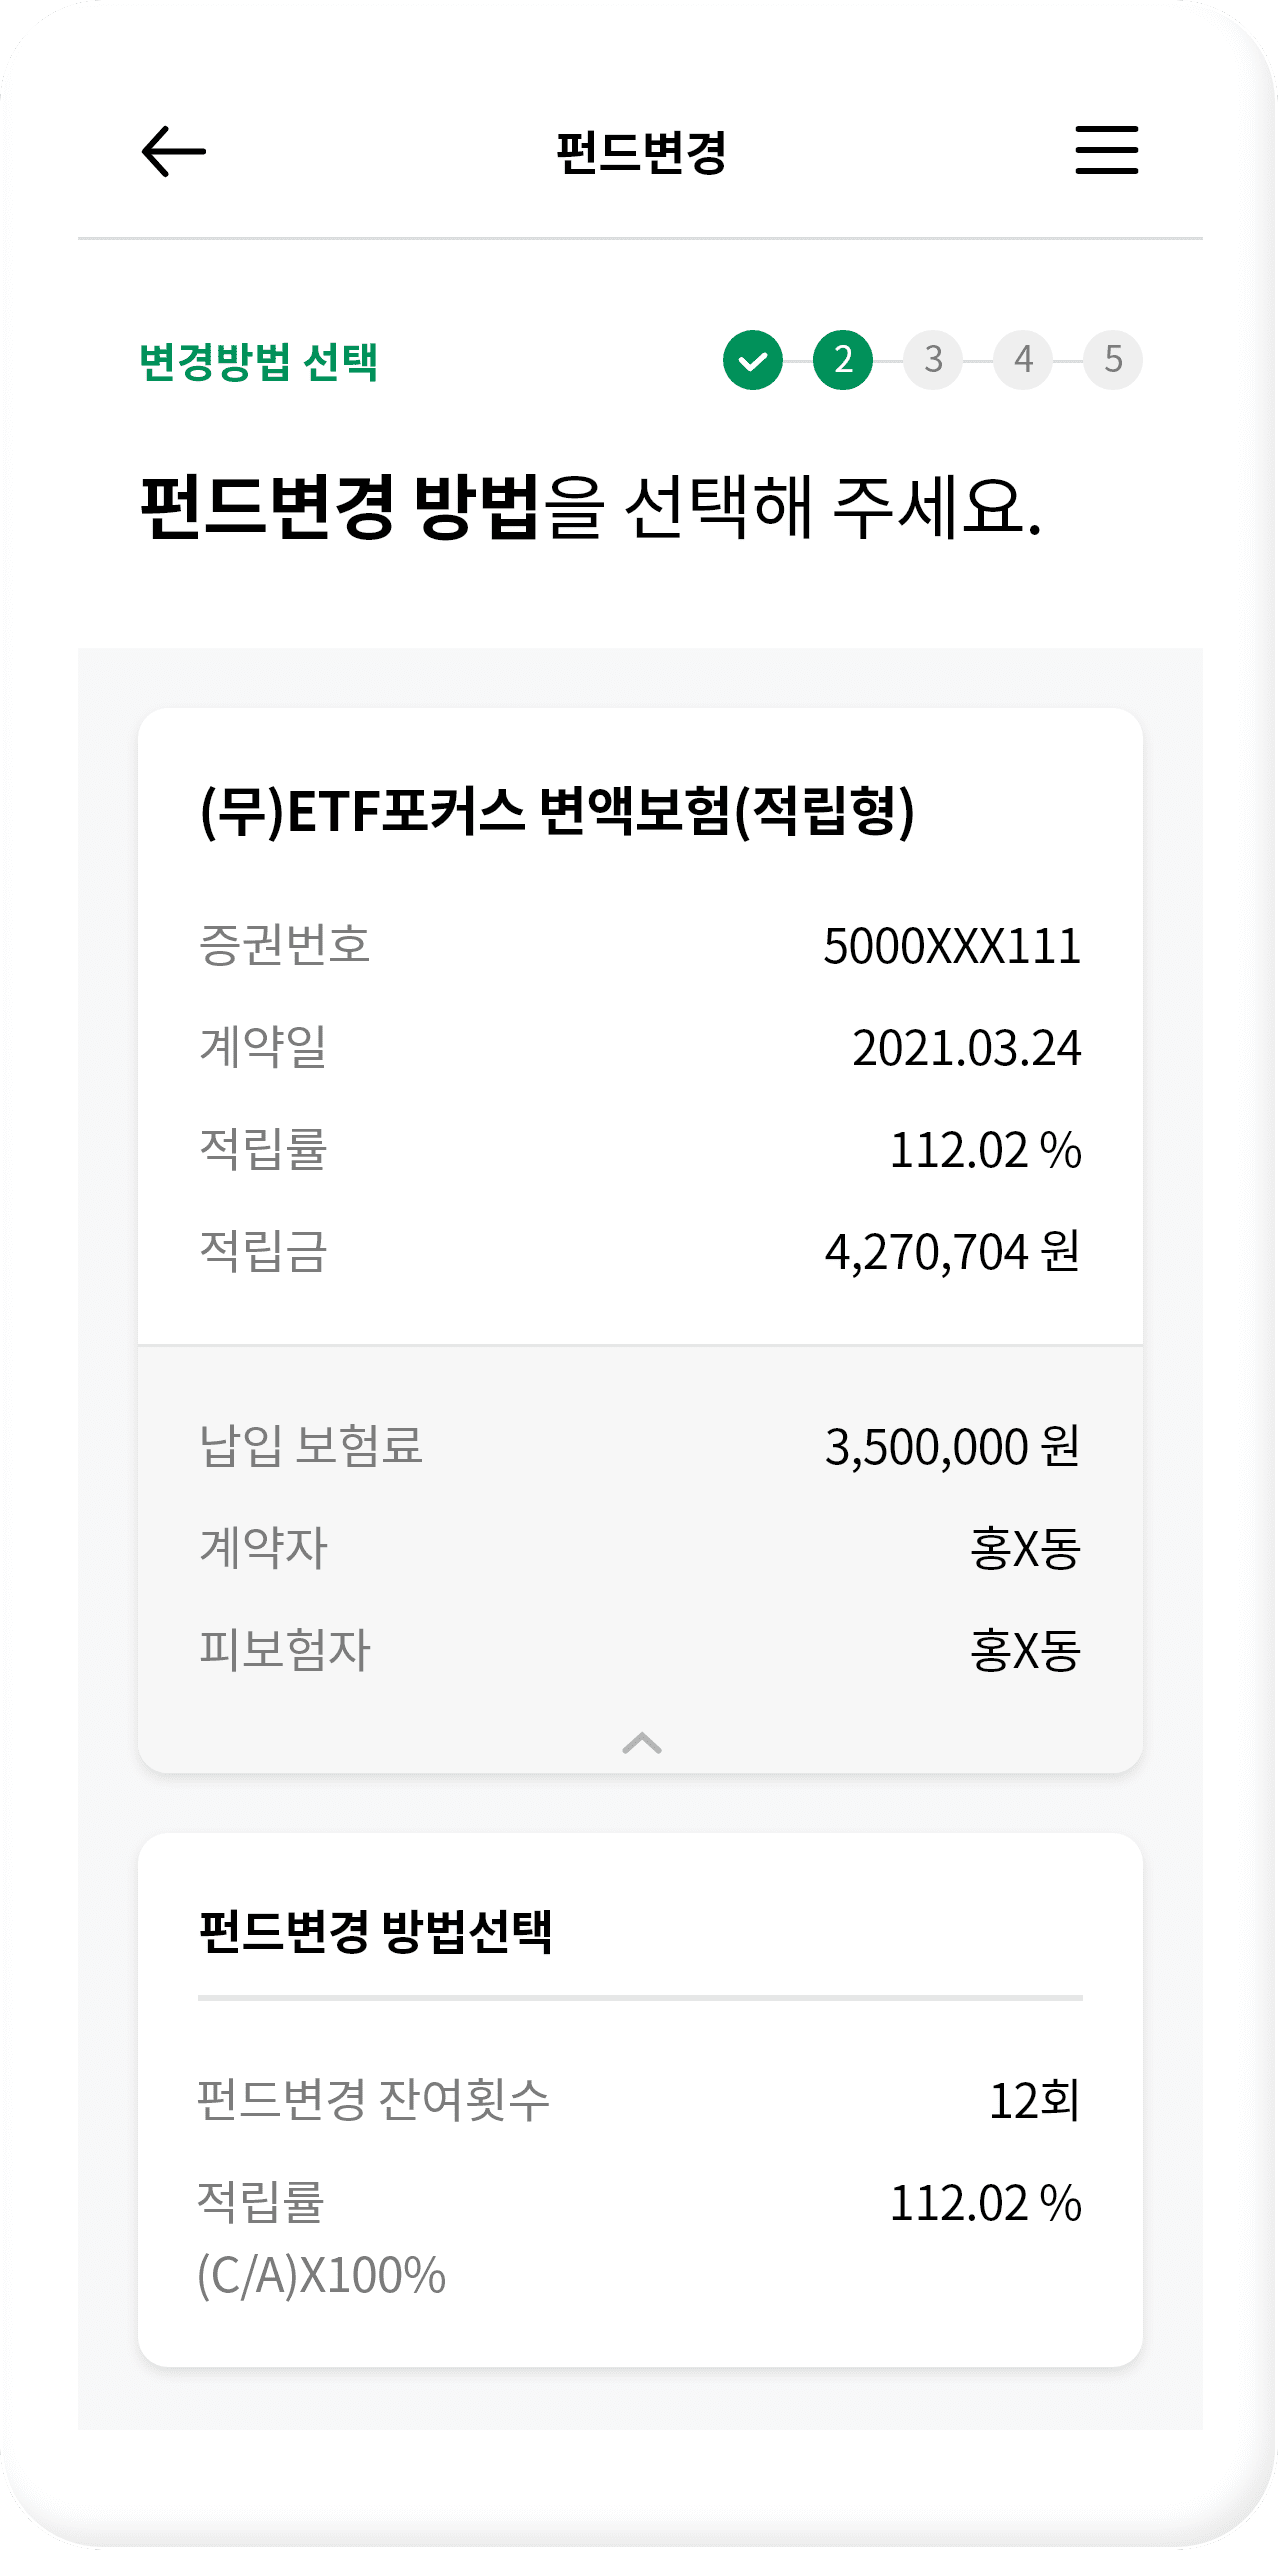 펀드변경
변경방법 선택
2 3 4 5
펀드변경 방법을 선택해 주세요.
(무)ETF포커스 변액보험(적립형)
증권번호 5000XXX111
계약일 2021.03.24
적립률 112.02 %
적립금 4,270,704 원
납입 보험료 3,500,000 원
계약자 홍X동
피보험자 홍X동
펀드변경 방법선택
펀드변경 잔여횟수 12회
적립률 112.02 %
(C/A)X100%